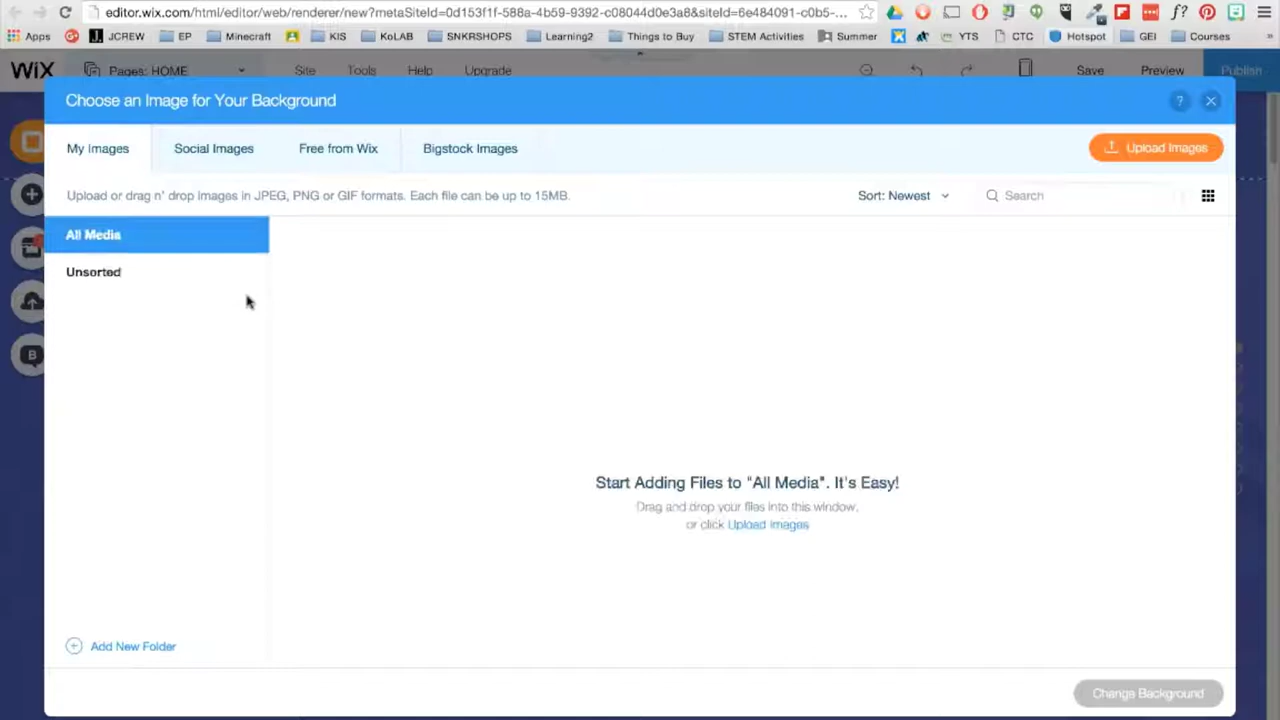 editor.wix.com/html/editor/web/renderer/new?metaSiteId=0d153f1f-588a-4b59-9392-c08044d0e3a8&siteId=6e484091-c0b5-...
Apps JCREW EP Minecraft KIS KoLAB SNKRSHOPS Learning2 Things to Buy STEM Activities Summer YTS CTC Hotspot GEI Courses »
WiX Pages: HOME Site Tools Help Upgrade Save Preview Publish
Choose an Image for Your Background ?
My Images Social Images Free from Wix Bigstock Images Upload Images
Upload or drag n' drop images in JPEG, PNG or GIF formats. Each file can be up to 15MB. Sort: Newest Search
All Media
Unsorted
B
Start Adding Files to "All Media". It's Easy!
Drag and drop your files into this window,
or click Upload Images
Add New Folder
Change Background